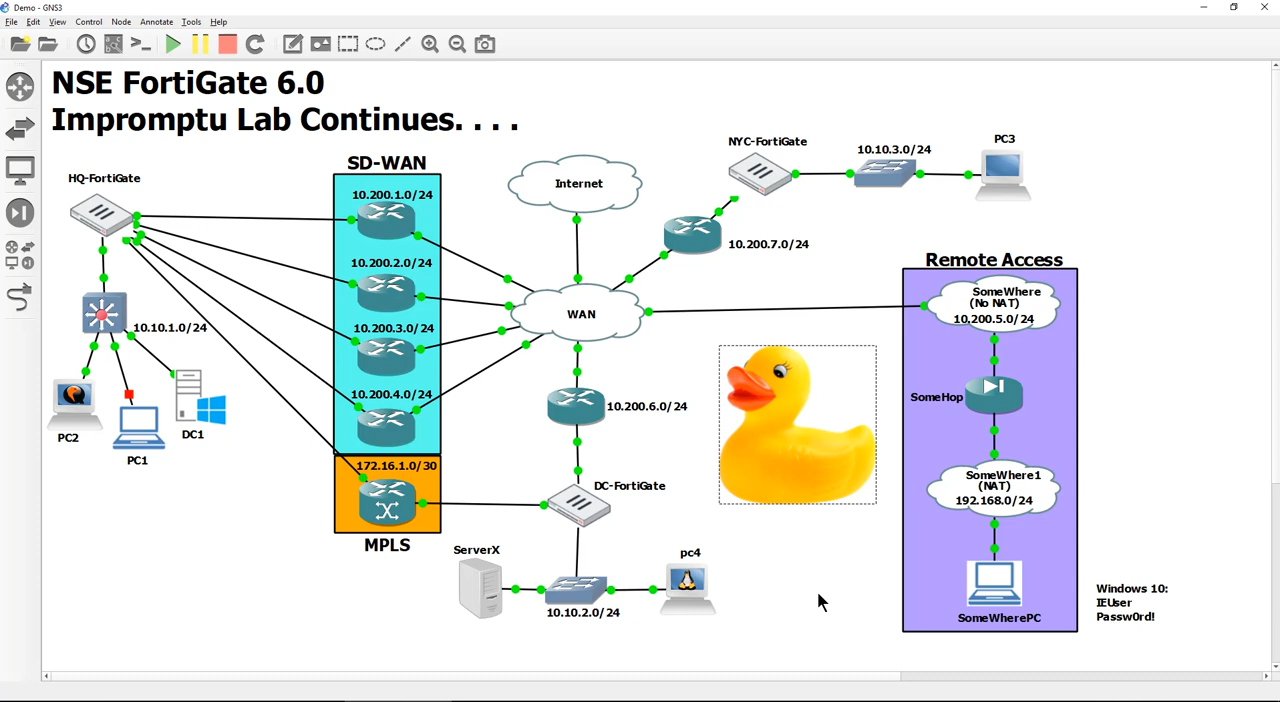 Demo - GNS3
File Edit View Control Node Annotate Tools Help
NSE FortiGate 6.0
Impromptu Lab Continues. . . .
HQ-FortiGate
SD-WAN
10.200.1.0/24
10.200.2.0/24
10.200.3.0/24
10.200.4.0/24
172.16.1.0/30
MPLS
10.10.1.0/24
PC2
PC1
DC1
Internet
WAN
10.200.6.0/24
DC-FortiGate
ServerX
pc4
10.10.2.0/24
NYC-FortiGate
10.10.3.0/24
PC3
10.200.7.0/24
Remote Access
SomeWhere
(No NAT)
10.200.5.0/24
SomeHop
SomeWhere1
(NAT)
192.168.0/24
SomeWherePC
Windows 10:
IEUser
Passw0rd!